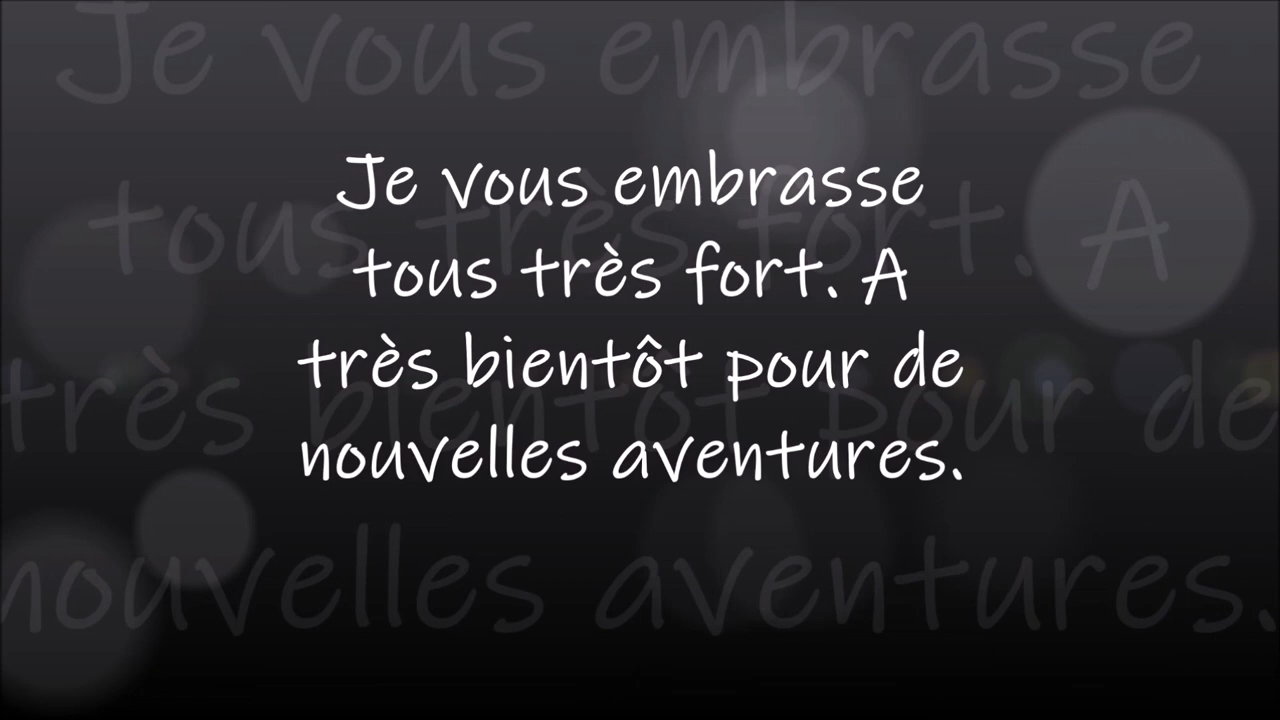 Je vous embrasse
tous très fort. A
très bientôt pour de
nouvelles aventures.